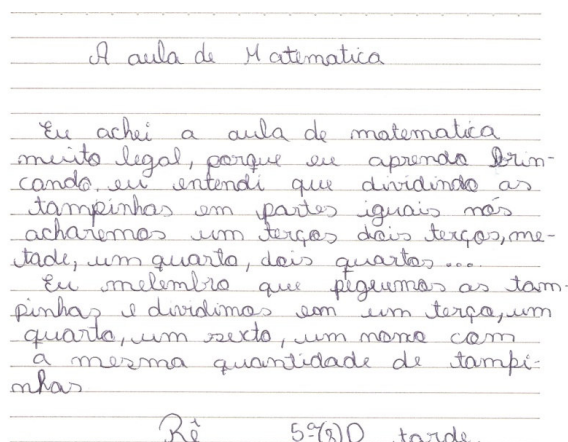 A aula de Matematica
Eu achei a aula de matematica
muito legal, porque eu aprendo brin-
cando, eu entendi que dividindo as
tampinhas em partes iguais nós
acharemos um terços dois terços, me-
tade, um quarto, dois quartos ...
Eu melembro que peguemos as tam-
pinhas e dividimos em um terço, um
quarto, um sexto, um nono com
a mesma quantidade de tampi-
nhas
Rê tarde.